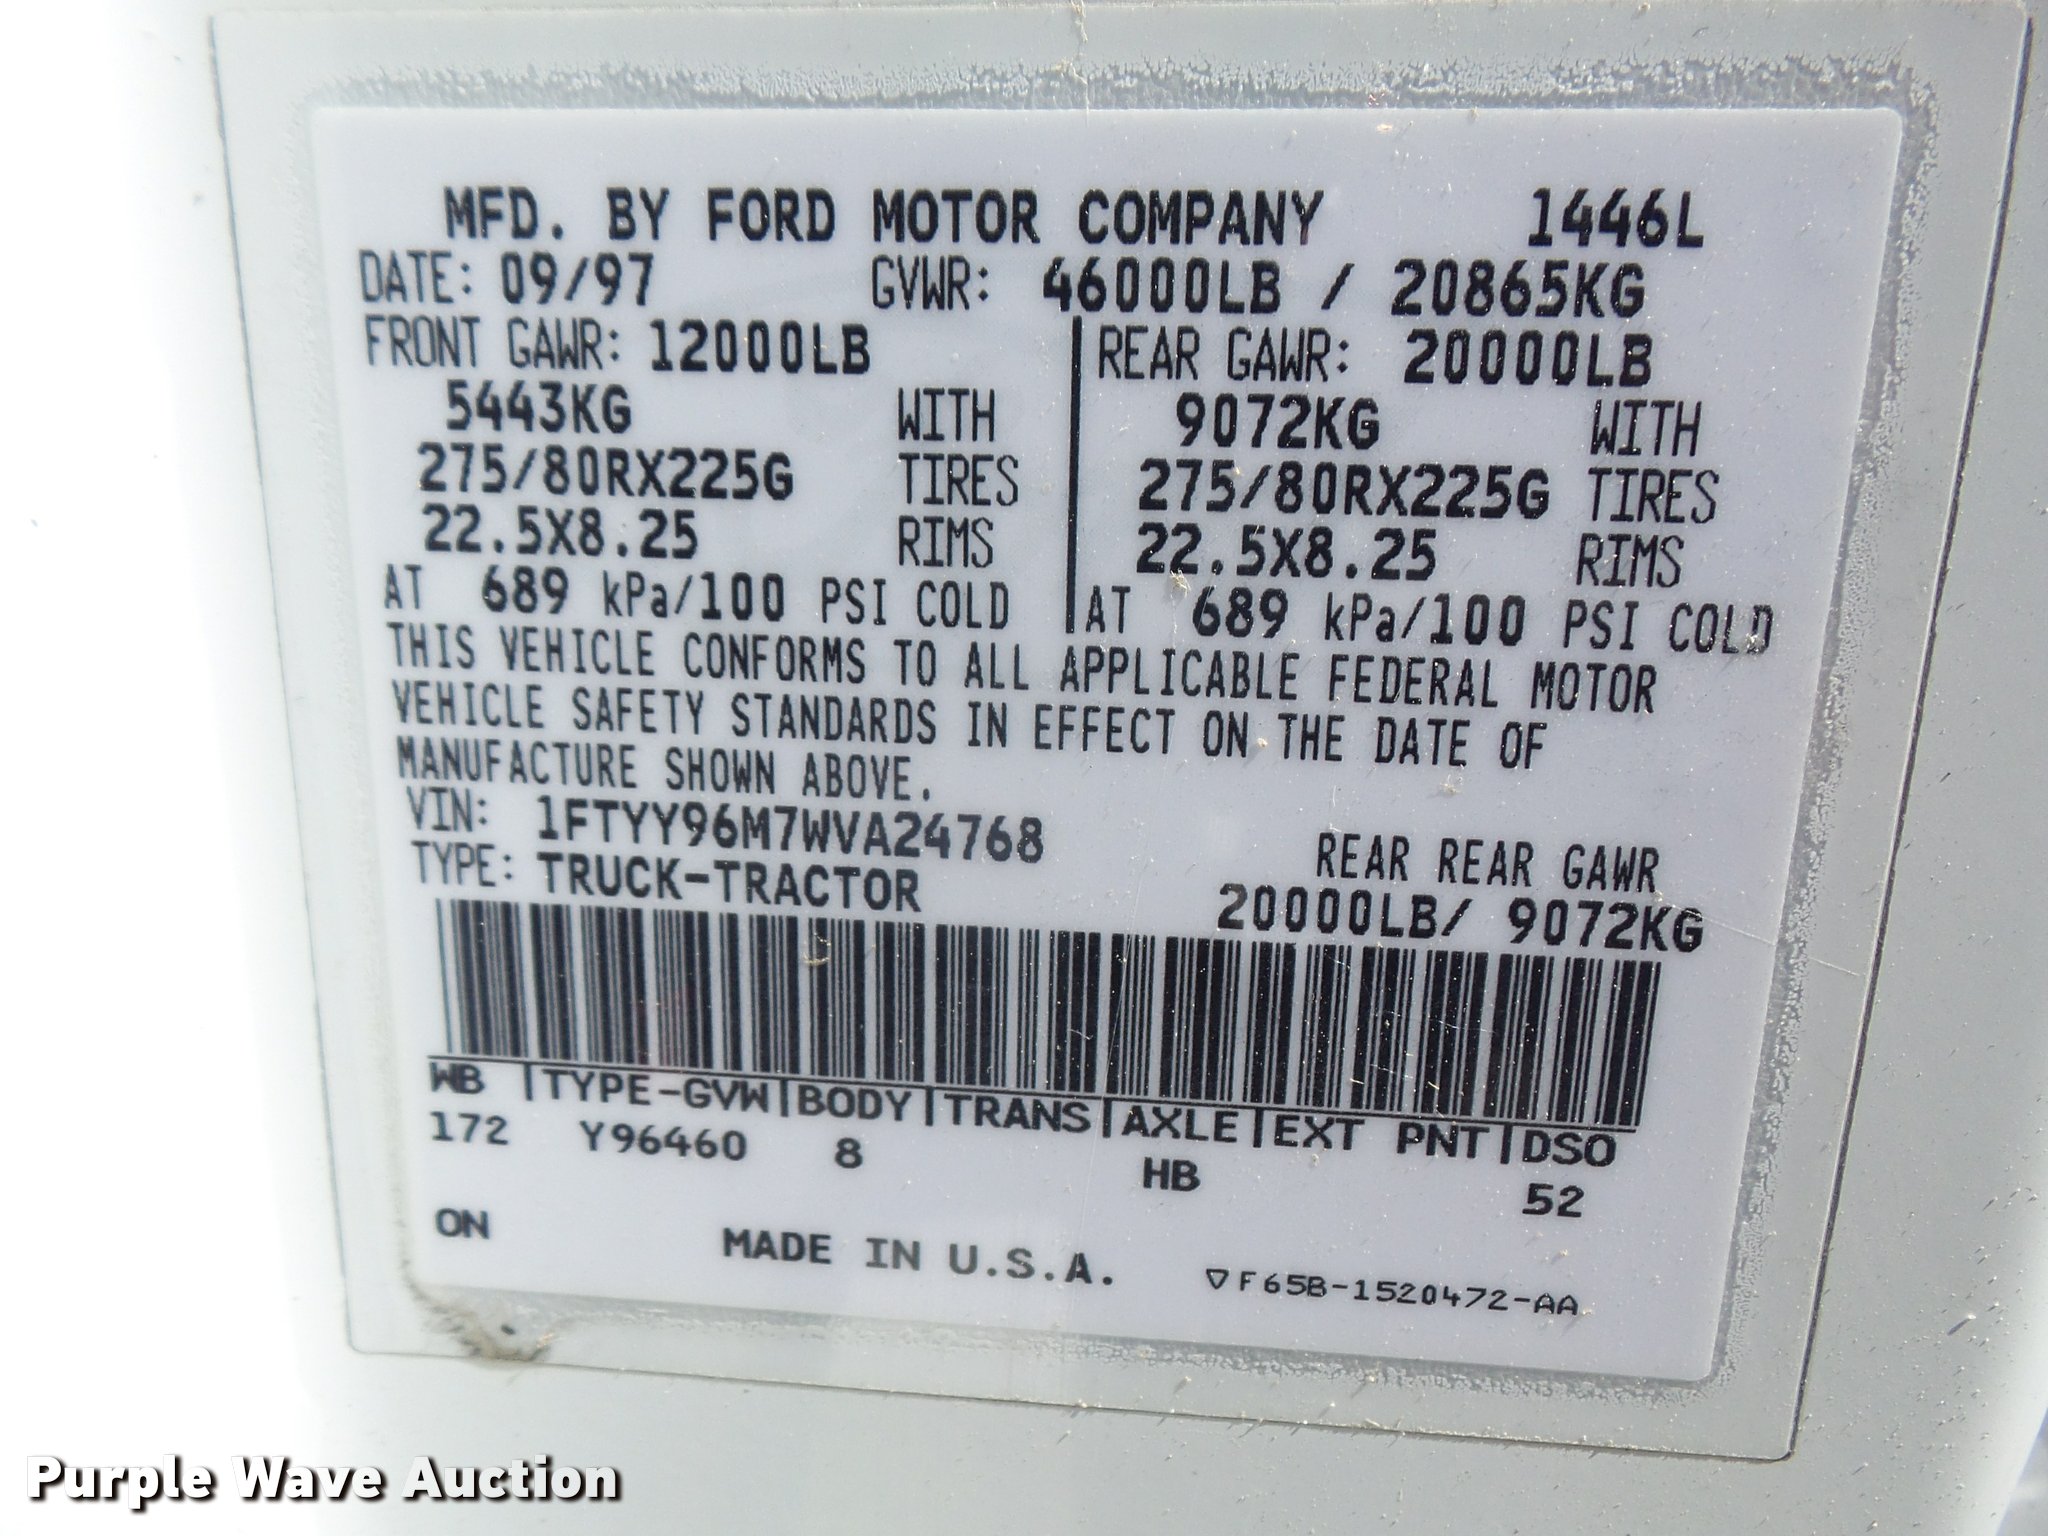 MFD. BY FORD MOTOR COMPANY 1446L
DATE: 09/97 GVWR: 46000LB / 20865KG
FRONT GAWR: 12000LB REAR GAWR: 20000LB
5443KG WITH 9072KG WITH
275/80RX225G TIRES 275/80RX225G TIRES
22.5X8.25 RIMS 22.5X8.25 RIMS
AT 689 kPa/100 PSI COLD AT 689 kPa/100 PSI COLD
THIS VEHICLE CONFORMS TO ALL APPLICABLE FEDERAL MOTOR
VEHICLE SAFETY STANDARDS IN EFFECT ON THE DATE OF
MANUFACTURE SHOWN ABOVE.
VIN: 1FTYY96M7WVA24768 REAR REAR GAWR
TYPE: TRUCK-TRACTOR 20000LB/ 9072KG
WB |TYPE-GVW|BODY|TRANS|AXLE|EXT PNT|DSO
172 Y96460 8 HB 52
ON MADE IN U.S.A. ▽F65B-1520472-AA
Purple Wave Auction